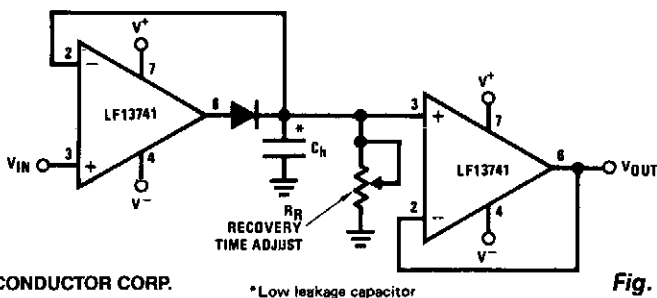 V+
2
−
7
LF13741
6
*
Ch
VIN
3
+
4
V−
RR
RECOVERY
TIME ADJUST
3
+
V+
7
LF13741
6
VOUT
2
−
4
V−
CONDUCTOR CORP.
*Low leakage capacitor
Fig.